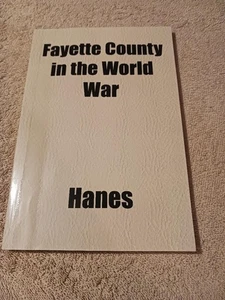 Fayette County
in the World
War
Hanes